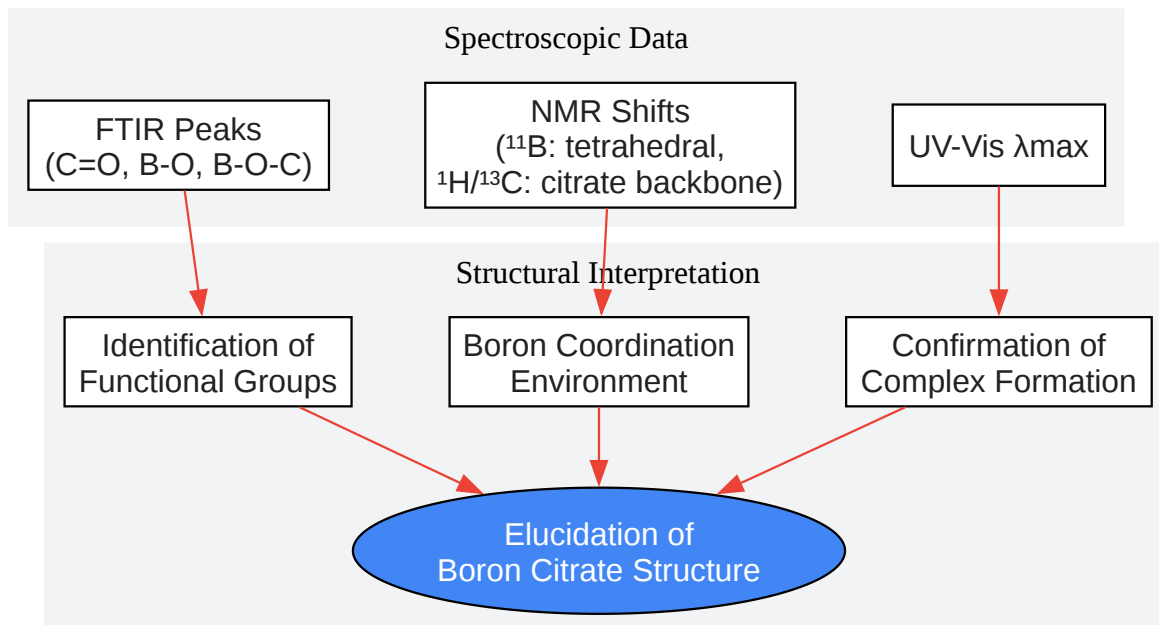 Spectroscopic Data
FTIR Peaks
(C=O, B-O, B-O-C)
NMR Shifts
(¹¹B: tetrahedral,
¹H/¹³C: citrate backbone)
UV-Vis λmax
Structural Interpretation
Identification of
Functional Groups
Boron Coordination
Environment
Confirmation of
Complex Formation
Elucidation of
Boron Citrate Structure